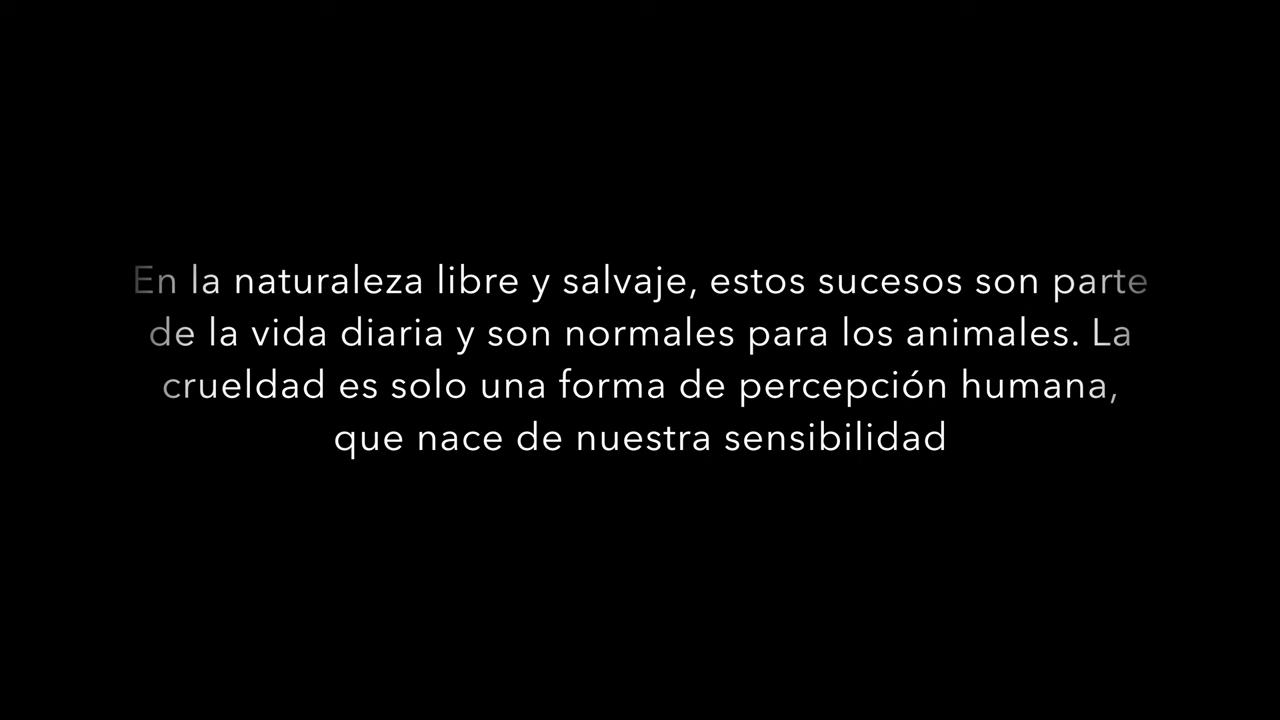 En la naturaleza libre y salvaje, estos sucesos son parte
de la vida diaria y son normales para los animales. La
crueldad es solo una forma de percepción humana,
que nace de nuestra sensibilidad